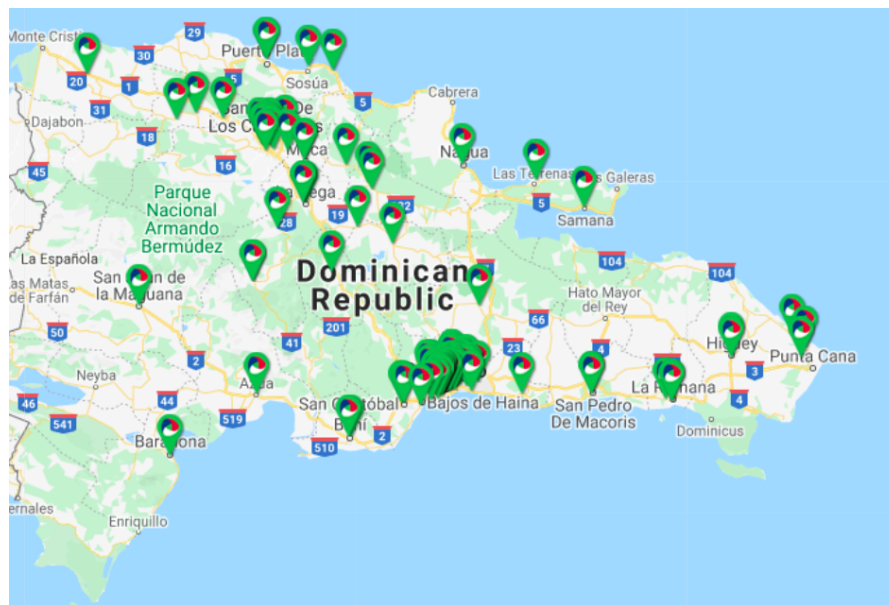 Monte Cristi
29
30
Puerto Plata
20
1
5
Sosúa
31
5
Cabrera
Dajabon
Los
18
Moca
Nagua
45
16
Las Terrenas
Las Galeras
Parque
Nacional
Armando
Bermúdez
La Vega
28
19
5
Samana
La Española
Dominican
Republic
104
104
San Juan de
la Maguana
Las Matas
de Farfán
Hato Mayor
del Rey
50
201
66
41
23
4
Higüey
Punta Cana
2
Neyba
Azua
La Romana
3
46
44
San Cristóbal
Bajos de Haina
San Pedro
De Macoris
4
541
519
Baní
2
Dominicus
Barahona
510
ernales
Enriquillo